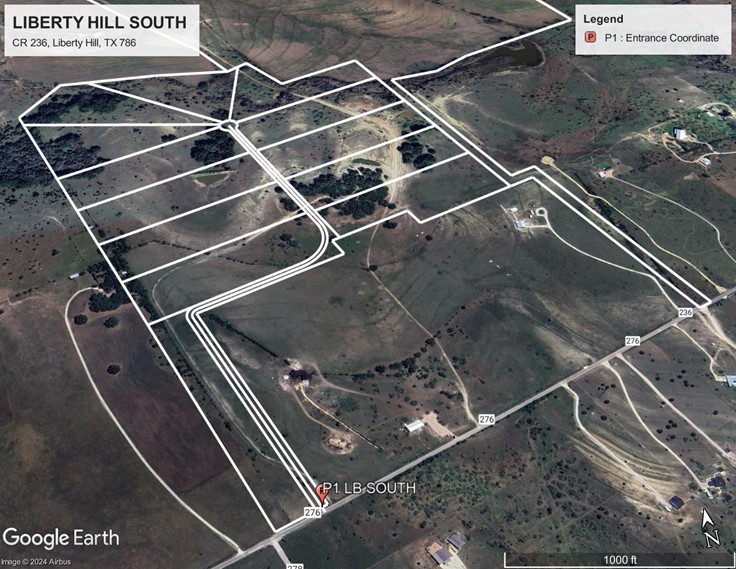 LIBERTY HILL SOUTH
CR 236, Liberty Hill, TX 786
Legend
P P1 : Entrance Coordinate
236
276
276
P1 LB SOUTH
276
278
Google Earth
Image © 2024 Airbus
1000 ft
N